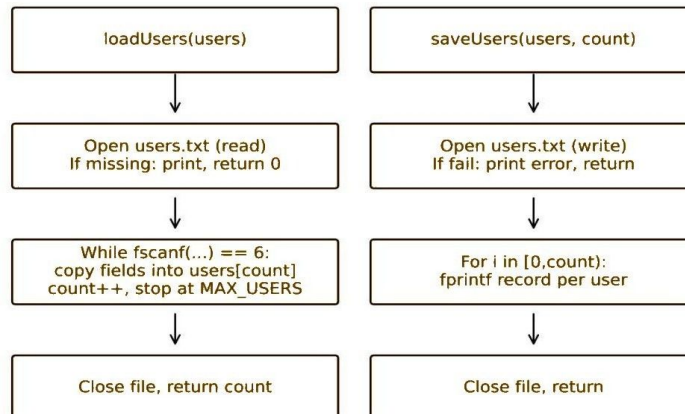 loadUsers(users)
Open users.txt (read)
If missing: print, return 0
While fscanf(...) == 6:
copy fields into users[count]
count++, stop at MAX_USERS
Close file, return count
saveUsers(users, count)
Open users.txt (write)
If fail: print error, return
For i in [0,count):
fprintf record per user
Close file, return